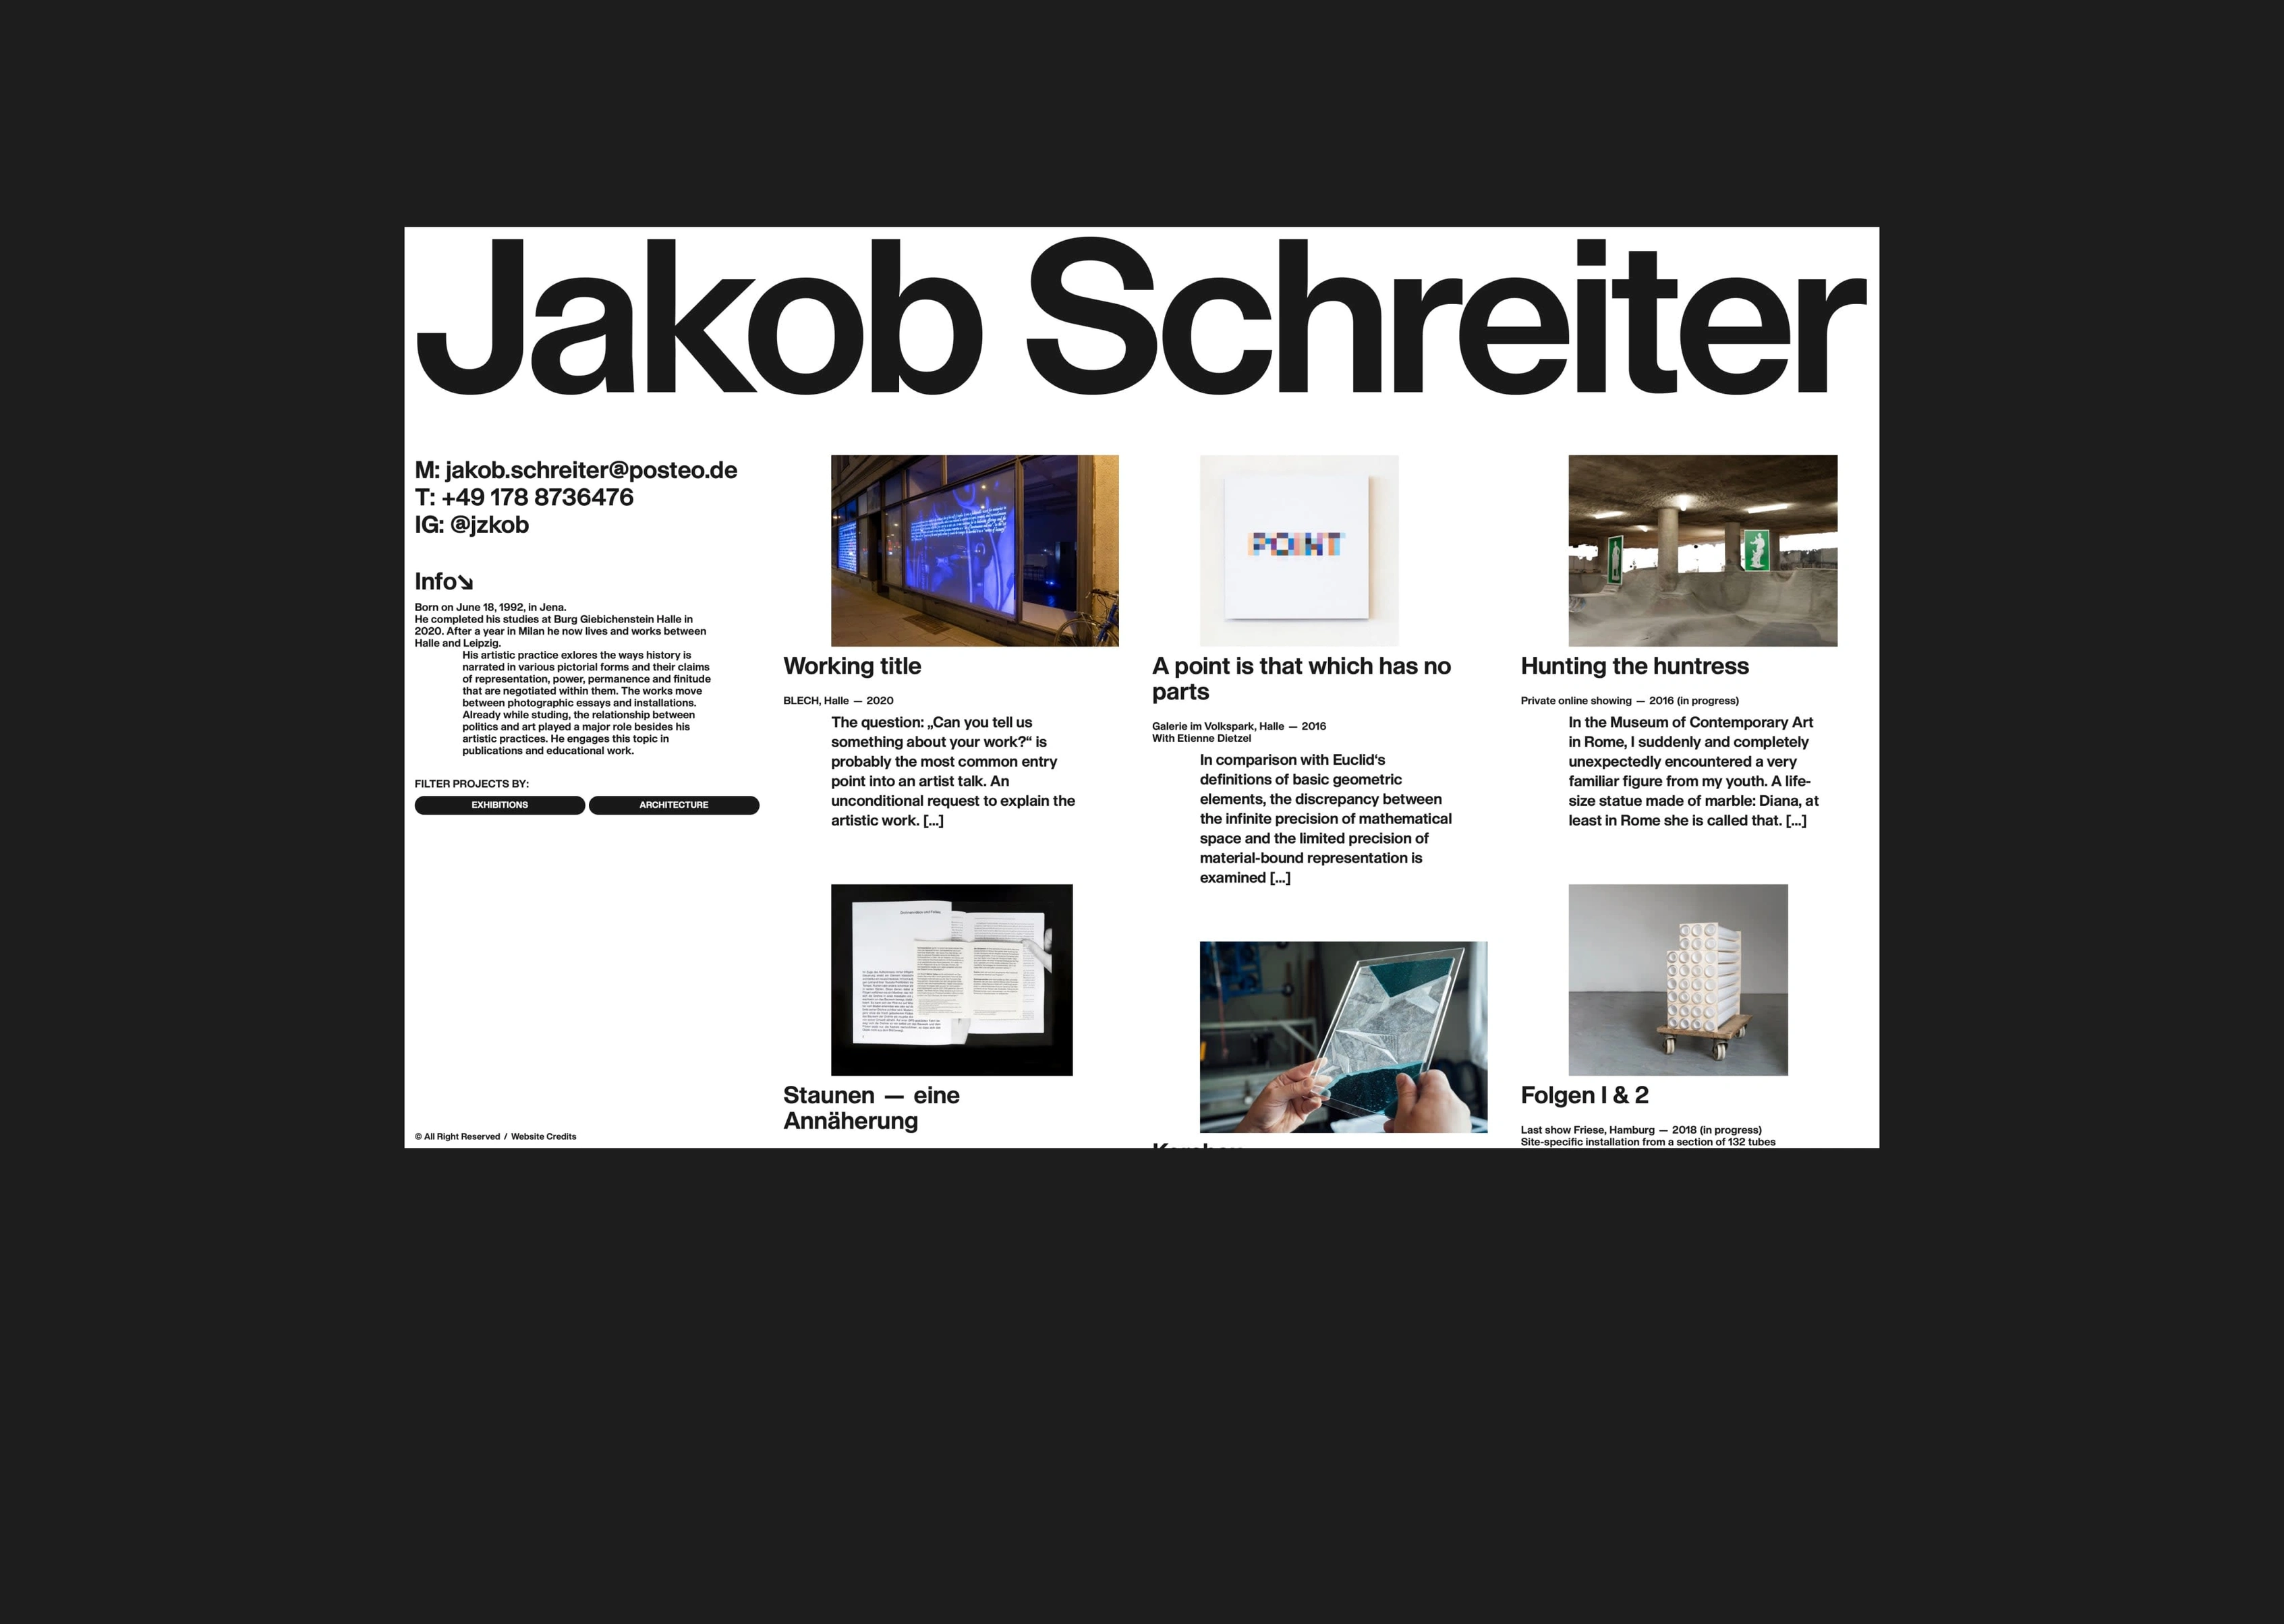 Jakob Schreiter
M: jakob.schreiter@posteo.de
T: +49 178 8736476
IG: @jzkob
Info↘
Born on June 18, 1992, in Jena.
He completed his studies at Burg Giebichenstein Halle in
2020. After a year in Milan he now lives and works between
Halle and Leipzig.
His artistic practice exlores the ways history is
narrated in various pictorial forms and their claims
of representation, power, permanence and finitude
that are negotiated within them. The works move
between photographic essays and installations.
Already while studing, the relationship between
politics and art played a major role besides his
artistic practices. He engages this topic in
publications and educational work.
FILTER PROJECTS BY:
EXHIBITIONS
ARCHITECTURE
© All Right Reserved / Website Credits
Working title
BLECH, Halle — 2020
The question: „Can you tell us
something about your work?“ is
probably the most common entry
point into an artist talk. An
unconditional request to explain the
artistic work. [...]
Staunen — eine
Annäherung
POINT
A point is that which has no
parts
Galerie im Volkspark, Halle — 2016
With Etienne Dietzel
In comparison with Euclid‘s
definitions of basic geometric
elements, the discrepancy between
the infinite precision of mathematical
space and the limited precision of
material-bound representation is
examined [...]
Hunting the huntress
Private online showing — 2016 (in progress)
In the Museum of Contemporary Art
in Rome, I suddenly and completely
unexpectedly encountered a very
familiar figure from my youth. A life-
size statue made of marble: Diana, at
least in Rome she is called that. [...]
Folgen I & 2
Last show Friese, Hamburg — 2018 (in progress)
Site-specific installation from a section of 132 tubes